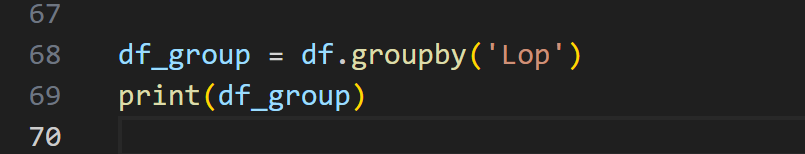 67
68 df_group = df.groupby('Lop')
69 print(df_group)
70